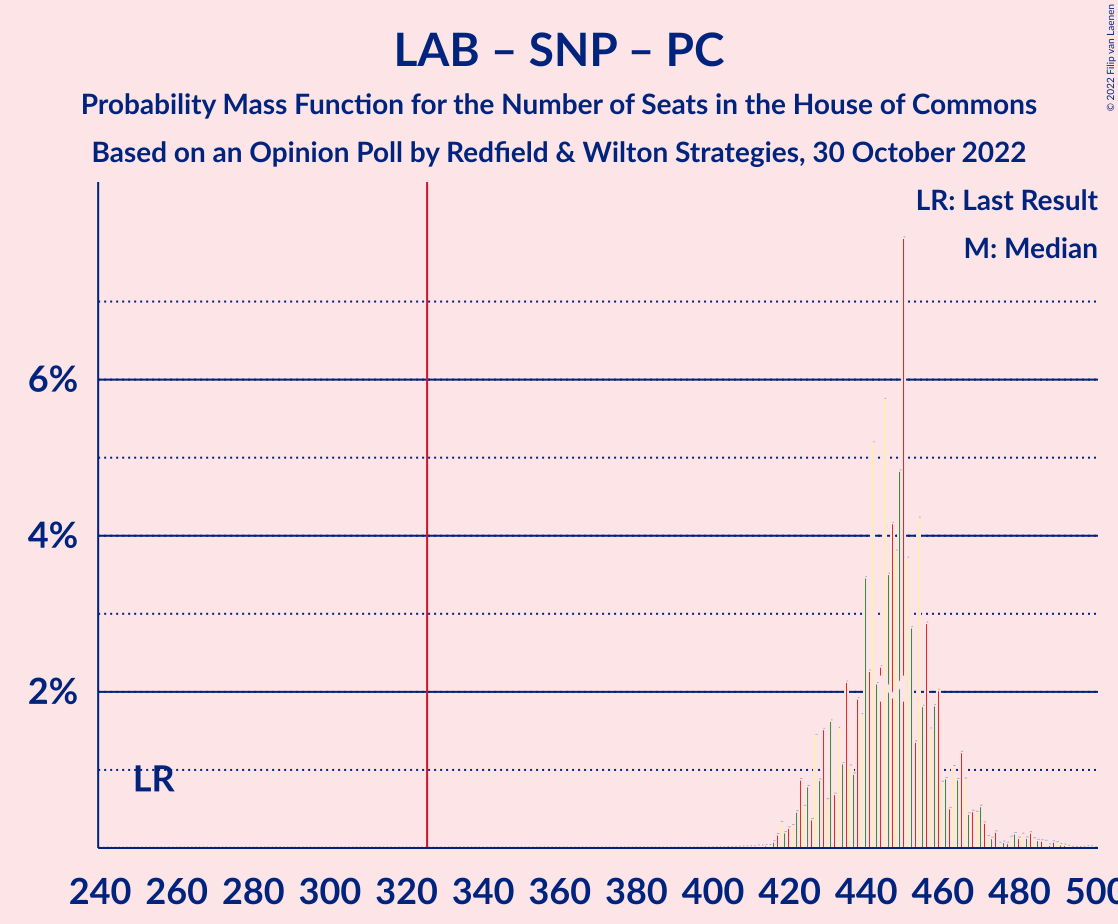 LAB – SNP – PC
Probability Mass Function for the Number of Seats in the House of Commons
Based on an Opinion Poll by Redfield & Wilton Strategies, 30 October 2022
© 2022 Filip van Laenen
LR: Last Result
M: Median
6%
4%
2%
LR
240 260 280 300 320 340 360 380 400 420 440 460 480 500